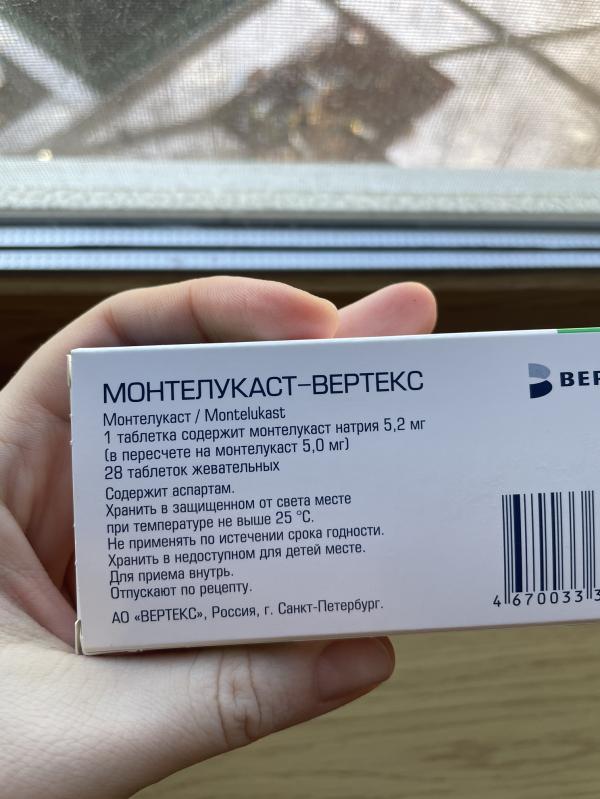 МОНТЕЛУКАСТ–ВЕРТЕКС
Монтелукаст / Montelukast
1 таблетка содержит монтелукаст натрия 5,2 мг
(в пересчете на монтелукаст 5,0 мг)
28 таблеток жевательных
Содержит аспартам.
Хранить в защищенном от света месте
при температуре не выше 25 °С.
Не применять по истечении срока годности.
Хранить в недоступном для детей месте.
Для приема внутрь.
Отпускают по рецепту.
АО «ВЕРТЕКС», Россия, г. Санкт-Петербург.
ВЕР
4 670033 3